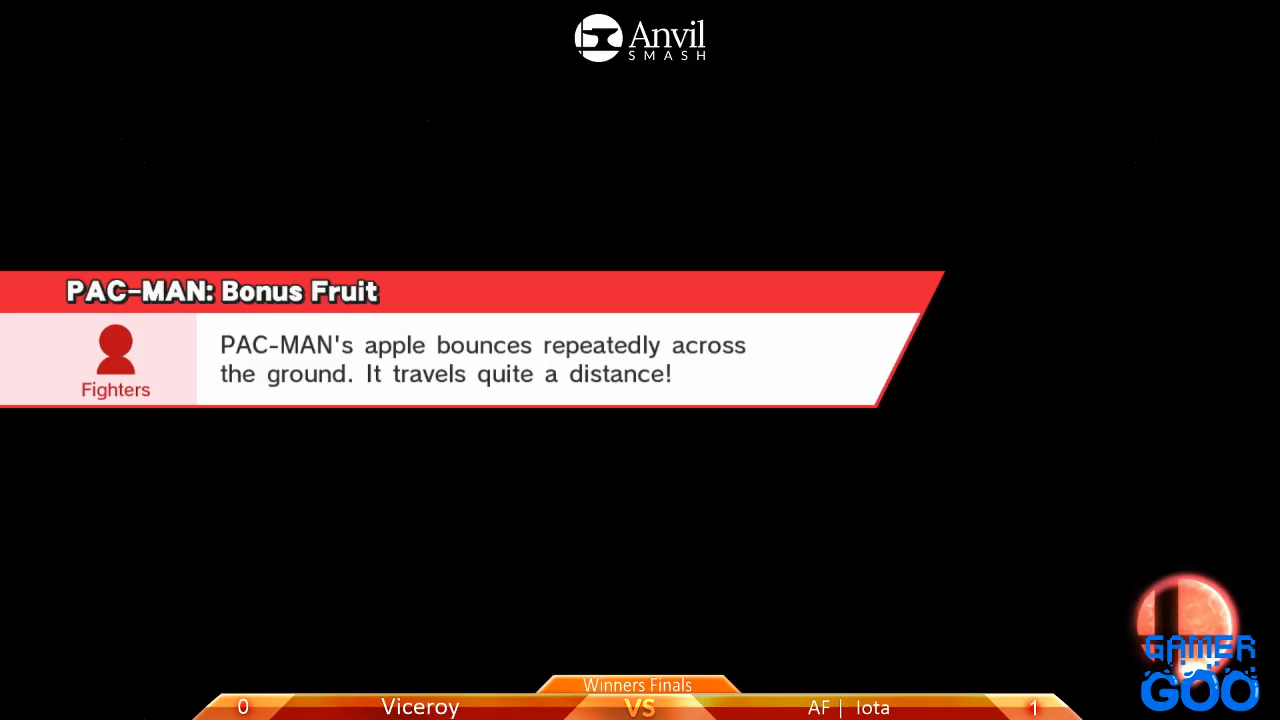 Anvil
SMASH
PAC-MAN: Bonus Fruit
PAC-MAN's apple bounces repeatedly across
the ground. It travels quite a distance!
Fighters
GAMER
GOO
Winners Finals
0 Viceroy VS AF | Iota 1